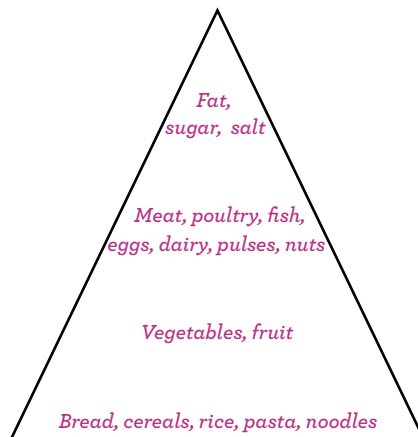 Fat,
sugar, salt
Meat, poultry, fish,
eggs, dairy, pulses, nuts
Vegetables, fruit
Bread, cereals, rice, pasta, noodles